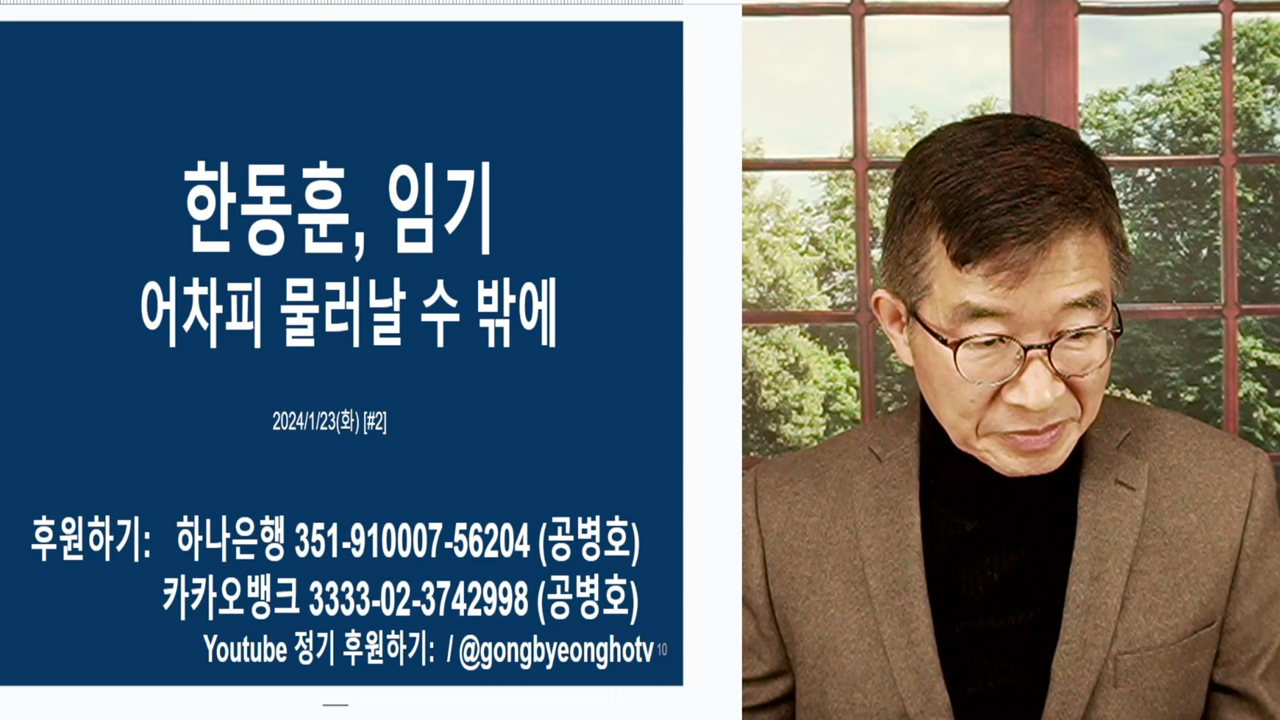 한동훈, 임기
어차피 물러날 수 밖에
2024/1/23(화) [#2]
후원하기: 하나은행 351-910007-56204 (공병호)
카카오뱅크 3333-02-3742998 (공병호)
Youtube 정기 후원하기: / @gongbyeonghotv 10